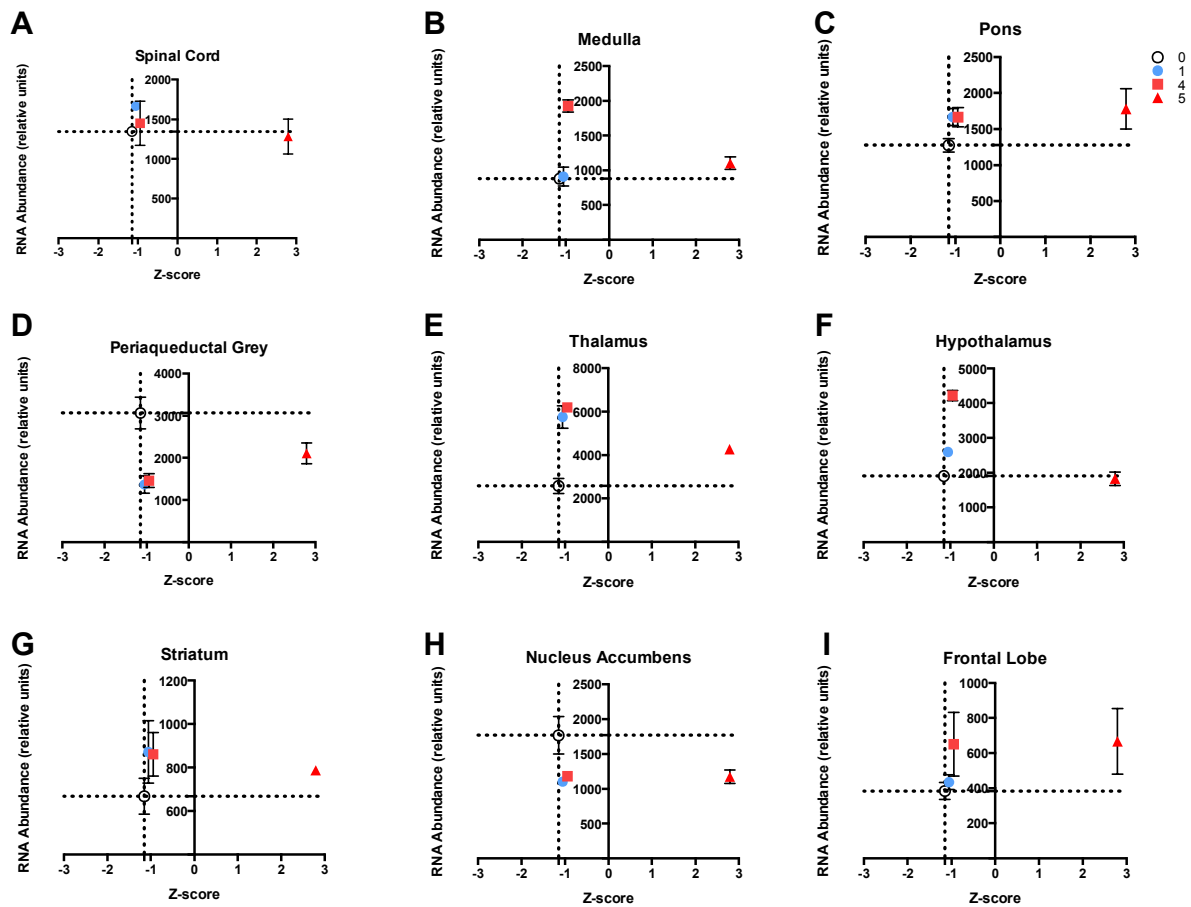 A
Spinal Cord
RNA Abundance (relative units)
2000
1500
1000
500
-3 -2 -1 0 1 2 3
Z-score
B
Medulla
RNA Abundance (relative units)
2500
2000
1500
1000
500
-3 -2 -1 0 1 2 3
Z-score
C
Pons
RNA Abundance (relative units)
2500
2000
1500
1000
500
-3 -2 -1 0 1 2 3
Z-score
0
1
4
5
D
Periaqueductal Grey
RNA Abundance (relative units)
4000
3000
2000
1000
-3 -2 -1 0 1 2 3
Z-score
E
Thalamus
RNA Abundance (relative units)
8000
6000
4000
2000
-3 -2 -1 0 1 2 3
Z-score
F
Hypothalamus
RNA Abundance (relative units)
5000
4000
3000
2000
1000
-3 -2 -1 0 1 2 3
Z-score
G
Striatum
RNA Abundance (relative units)
1200
1000
800
600
-3 -2 -1 0 1 2 3
Z-score
H
Nucleus Accumbens
RNA Abundance (relative units)
2500
2000
1500
1000
500
-3 -2 -1 0 1 2 3
Z-score
I
Frontal Lobe
RNA Abundance (relative units)
1000
800
600
400
200
-3 -2 -1 0 1 2 3
Z-score